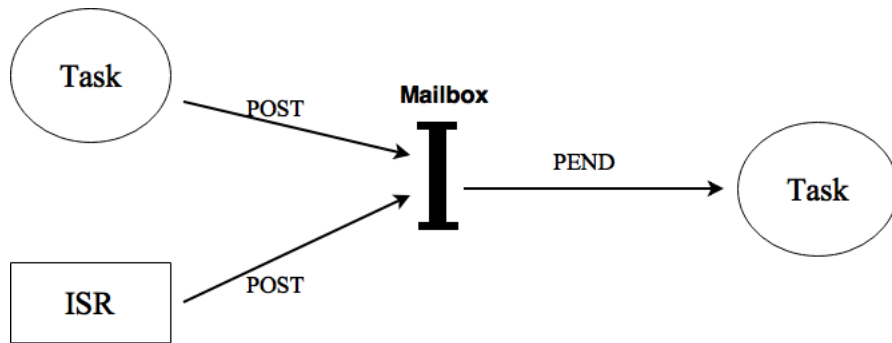 Task
POST
Mailbox
PEND
Task
ISR
POST